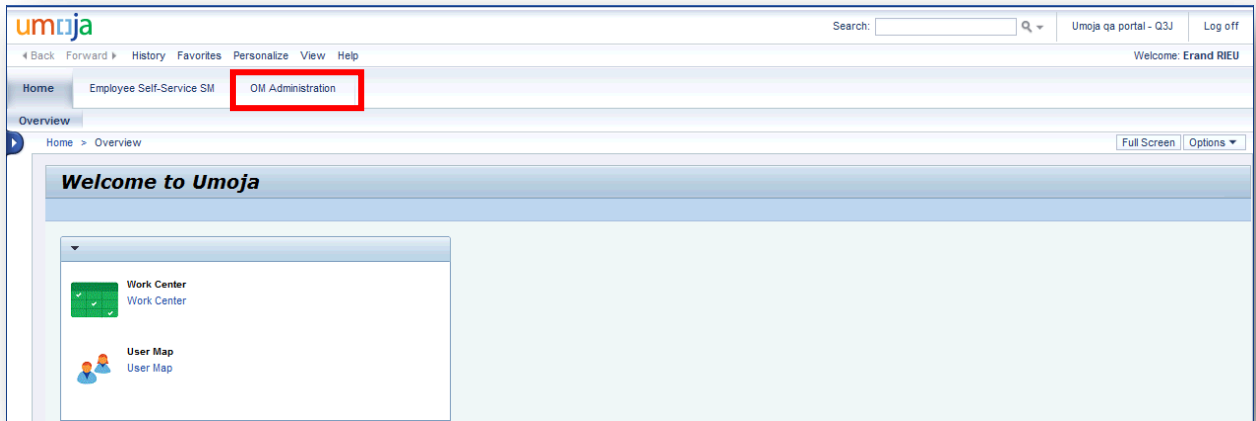 umoja
Search:
Umoja qa portal - Q3J
Log off
Back Forward History Favorites Personalize View Help
Welcome: Erand RIEU
Home Employee Self-Service SM OM Administration
Overview
Home > Overview
Full Screen Options
Welcome to Umoja
Work Center
Work Center
User Map
User Map